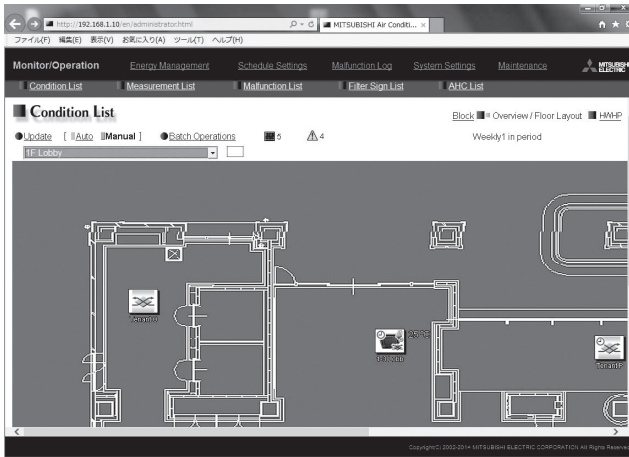 http://192.168.1.10/en/administrator.html
MITSUBISHI Air Conditi...
ファイル(F) 編集(E) 表示(V) お気に入り(A) ツール(T) ヘルプ(H)
Monitor/Operation Energy Management Schedule Settings Malfunction Log System Settings Maintenance
MITSUBISHI
ELECTRIC
Condition List Measurement List Malfunction List Filter Sign List AHC List
Condition List
Block Overview / Floor Layout HWHP
Update [ Auto Manual ] Batch Operations 5 4 Weekly1 in period
1F Lobby
Tenant O
25°C
Tenant P
Copyright(C) 2002-2014 MITSUBISHI ELECTRIC CORPORATION All Rights Reserved